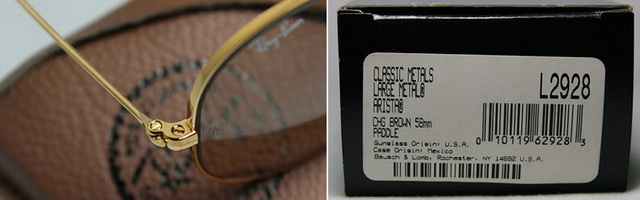 Ray-Ban
CLASSIC METALS
LARGE METAL®
ARISTA®
L2928
CHG BROWN 58mm
PADDLE
Sunglass Origin: U.S.A.
Case Origin: Mexico
Bausch & Lomb, Rochester, NY 14692 U.S.A.
0 10119 62928 3